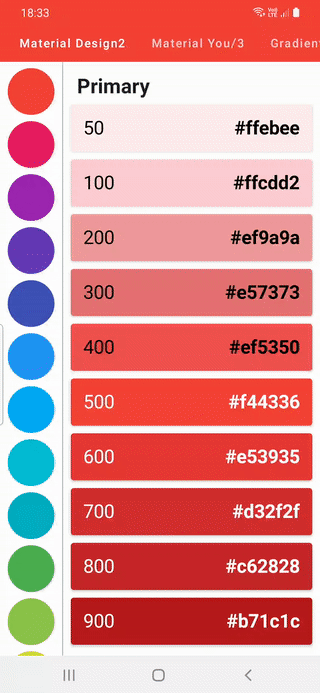 18:33
Material Design2 Material You/3 Gradien
Primary
50 #ffebee
100 #ffcdd2
200 #ef9a9a
300 #e57373
400 #ef5350
500 #f44336
600 #e53935
700 #d32f2f
800 #c62828
900 #b71c1c